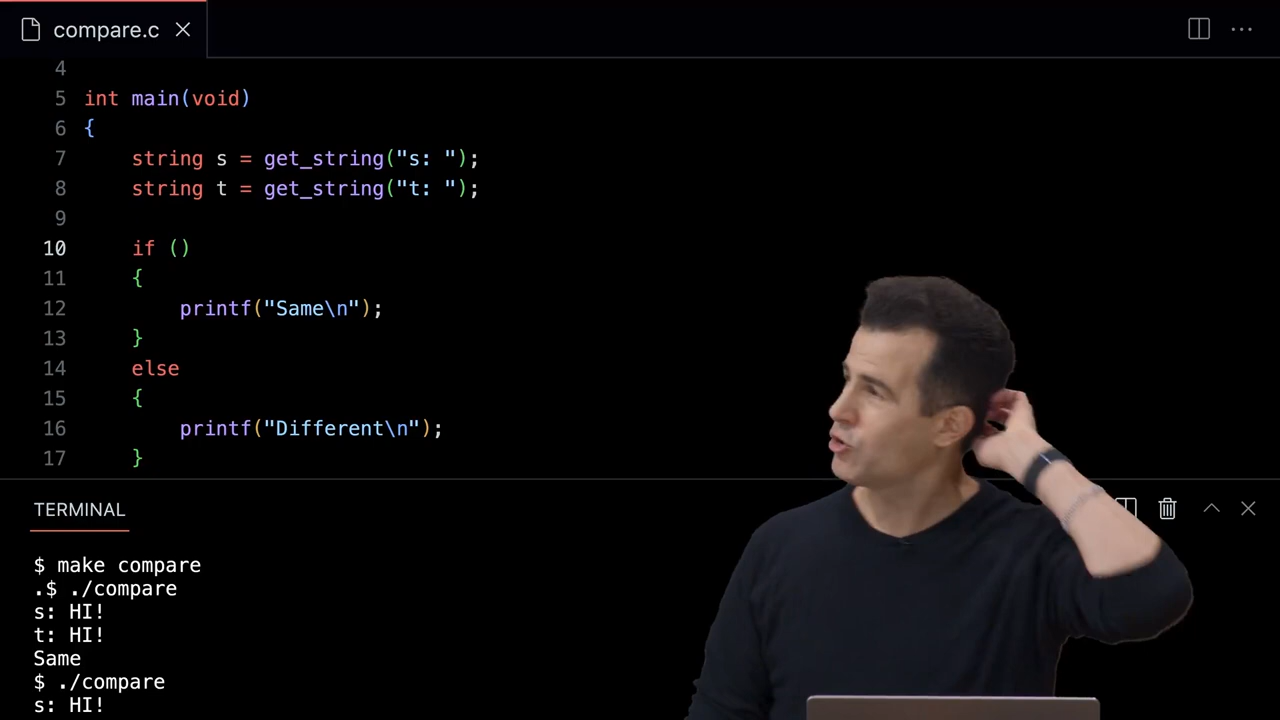 compare.c
4
5 int main(void)
6 {
7 string s = get_string("s: ");
8 string t = get_string("t: ");
9
10 if ()
11 {
12 printf("Same\n");
13 }
14 else
15 {
16 printf("Different\n");
17 }
TERMINAL
$ make compare
.$ ./compare
s: HI!
t: HI!
Same
$ ./compare
s: HI!